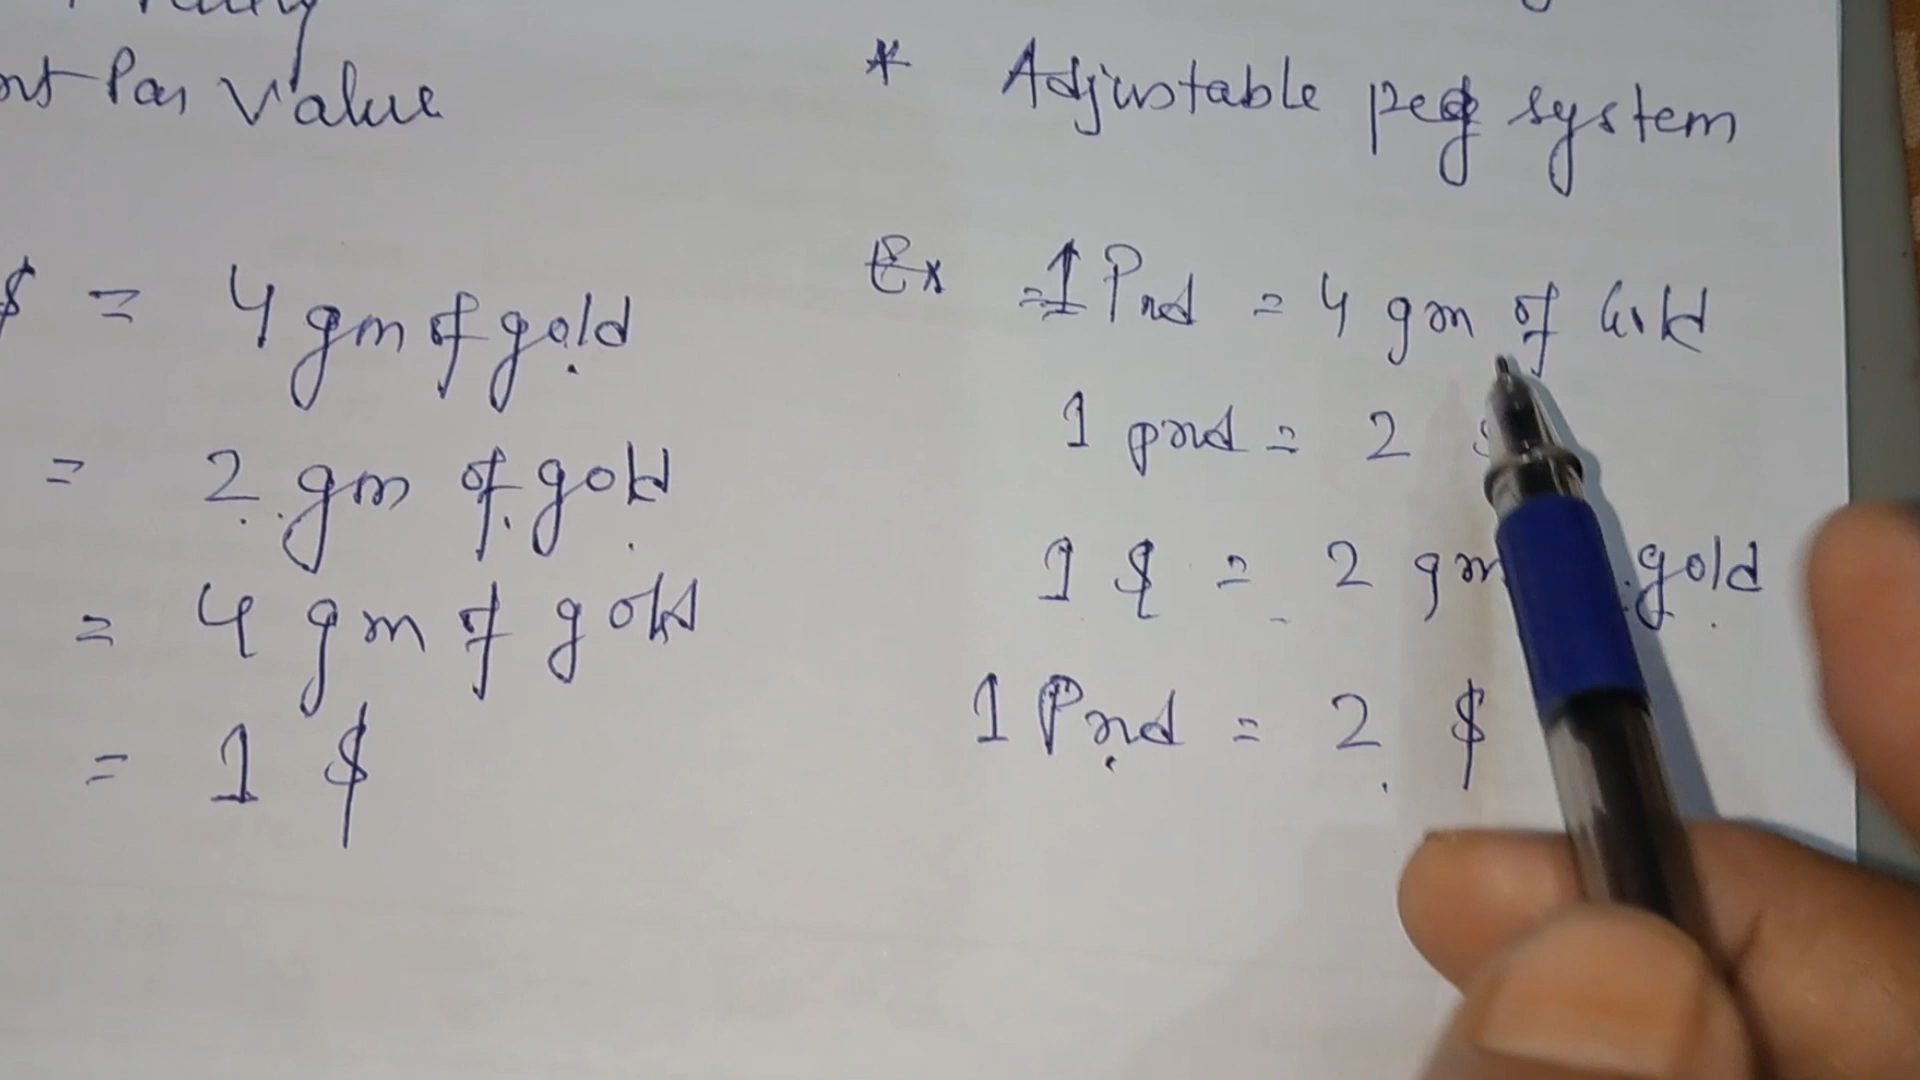 Par Value
$ = 4 gm of gold
= 2 gm of gold
= 4 gm of gold
= 1 $
* Adjustable peg system
Ex = 1 Pnd = 4 gm of Gold
1 pnd = 2
1 $ = 2 gm gold
1 Pnd = 2 $